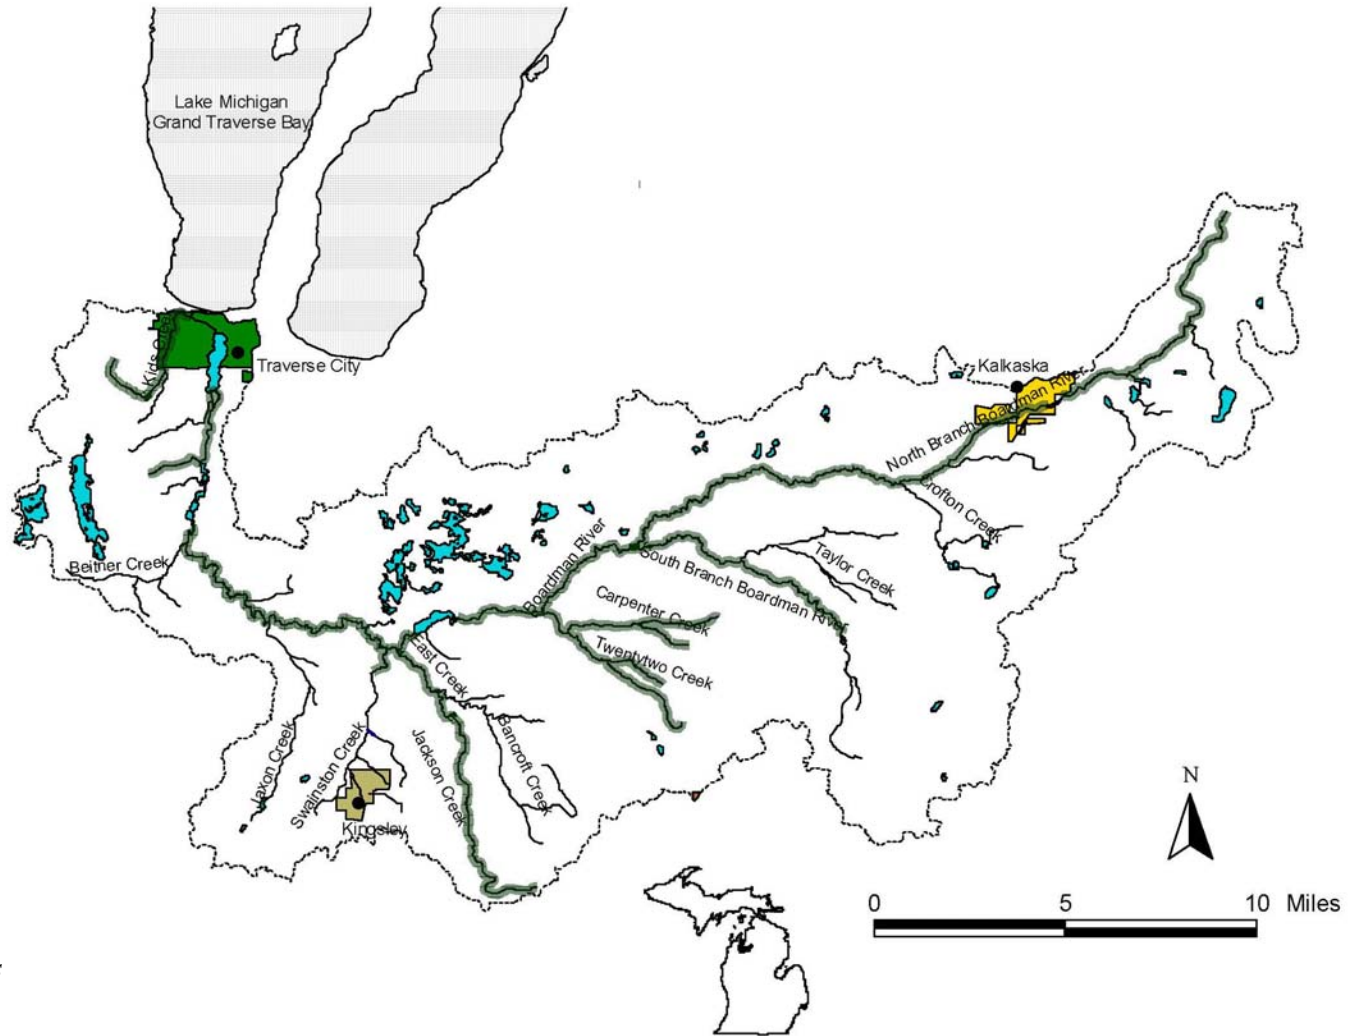 Lake Michigan
Grand Traverse Bay
Traverse City
Kalkaska
North Branch Boardman River
Crofton Creek
Taylor Creek
Boardman River
South Branch Boardman River
Beitner Creek
Carpenter Creek
Twentytwo Creek
East Creek
Jaxon Creek
Swainston Creek
Jackson Creek
Bancroft Creek
Kingsley
N
0 5 10 Miles